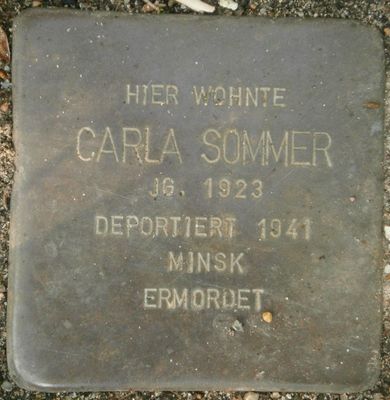 HIER WOHNTE
CARLA SOMMER
JG. 1923
DEPORTIERT 1941
MINSK
ERMORDET